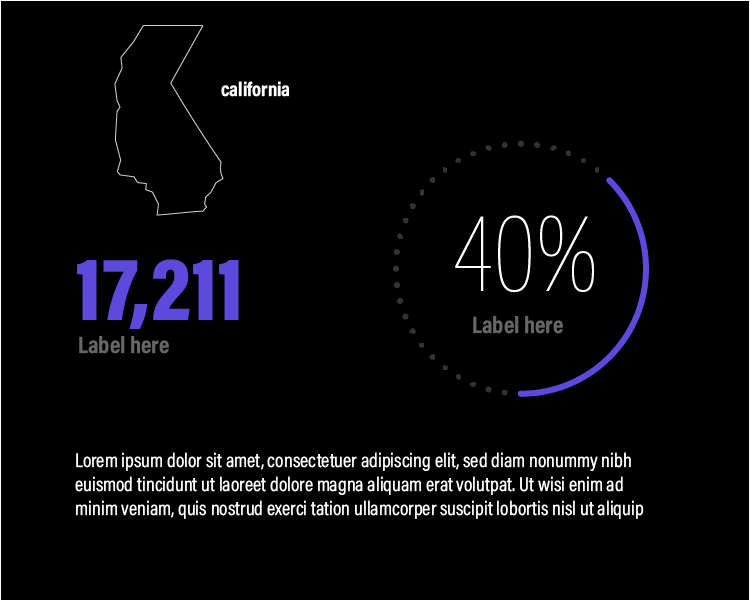 california
17,211
Label here
40%
Label here
Lorem ipsum dolor sit amet, consectetuer adipiscing elit, sed diam nonummy nibh
euismod tincidunt ut laoreet dolore magna aliquam erat volutpat. Ut wisi enim ad
minim veniam, quis nostrud exerci tation ullamcorper suscipit lobortis nisl ut aliquip